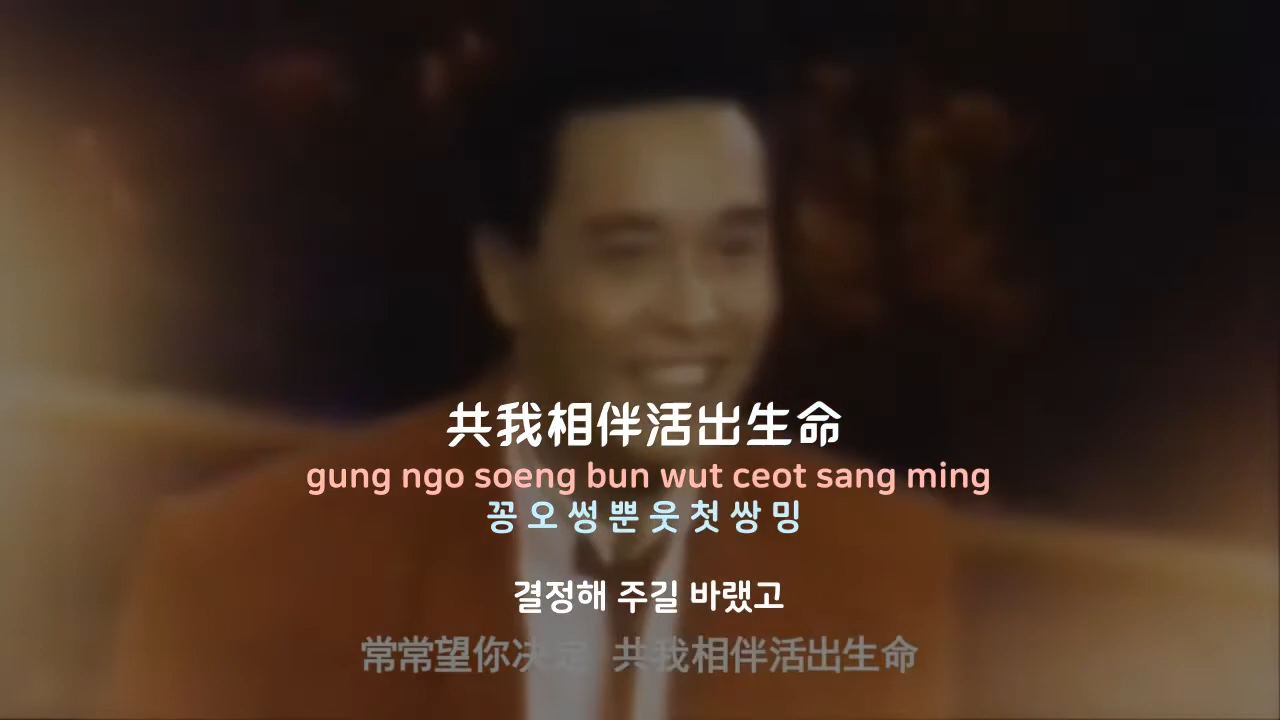 共我相伴活出生命
gung ngo soeng bun wut ceot sang ming
꽁 오 썽 뿐 웃 첫 쌍 밍
결정해 주길 바랬고
常常望你决定 共我相伴活出生命